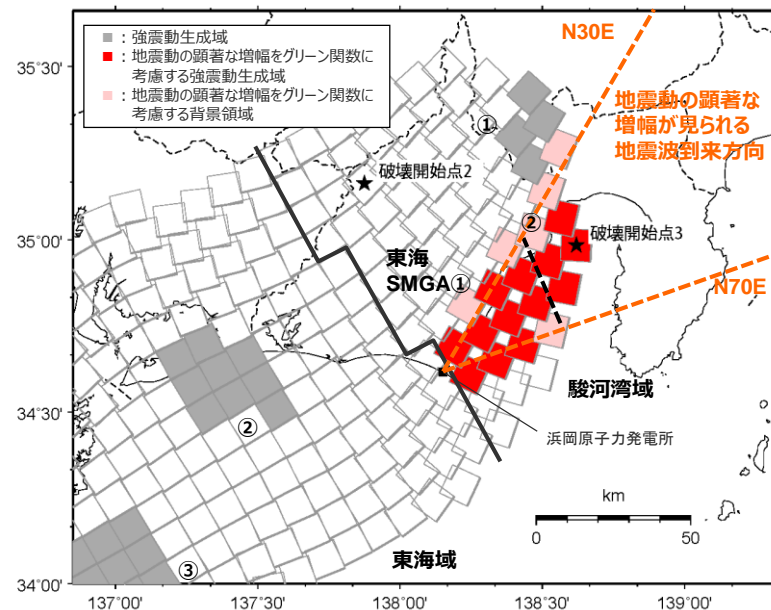 ■：強震動生成域
■：地震動の顕著な増幅をグリーン関数に
考慮する強震動生成域
■：地震動の顕著な増幅をグリーン関数に
考慮する背景領域
N30E
地震動の顕著な
増幅が見られる
地震波到来方向
①
破壊開始点2
②
破壊開始点3
東海
SMGA①
N70E
駿河湾域
浜岡原子力発電所
②
km
0 50
東海域
③
35°30'
35°00'
34°30'
34°00'
137°00' 137°30' 138°00' 138°30' 139°00'